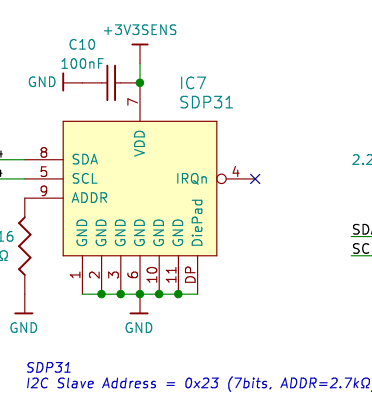 +3V3SENS
C10
100nF
GND
IC7
SDP31
7
VDD
8
SDA
5
SCL
9
ADDR
IRQn
4
GND
GND
GND
GND
GND
GND
DiePad
1
2
3
6
10
11
DP
16
Ω
GND
GND
2.2
SDA
SC
SDP31
I2C Slave Address = 0x23 (7bits, ADDR=2.7kΩ